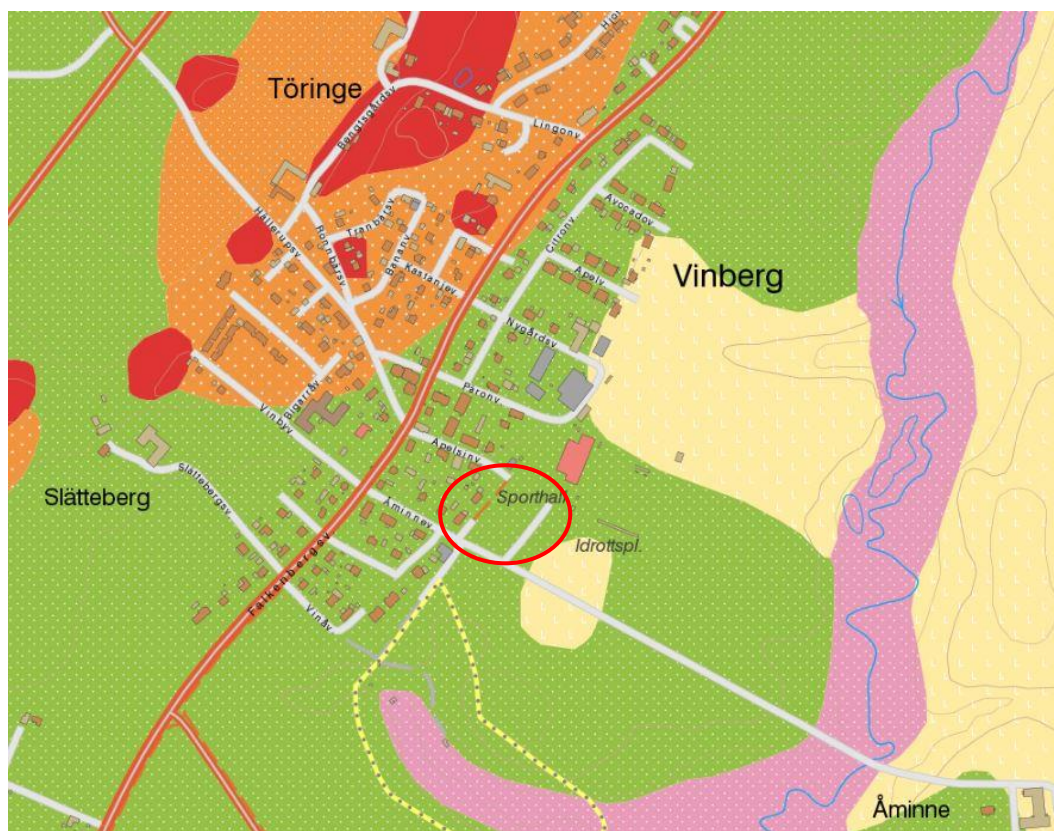 Hjor
Töringe
Bengtsgårdsv
Lingonv
Vinberg
Avocadov
Citronv
Tranbärsv
Hallerupsv
Rönnbärsv
Bananv
Kastanjev
Apelv
Nygårdsv
Päronv
Bigarråv
Vinbyv
Apelsinv
Slätteberg
Slättebergsv
Åminnev
Sporthall
Idrottspl.
Falkenbergsv
Vinåv
Åminne